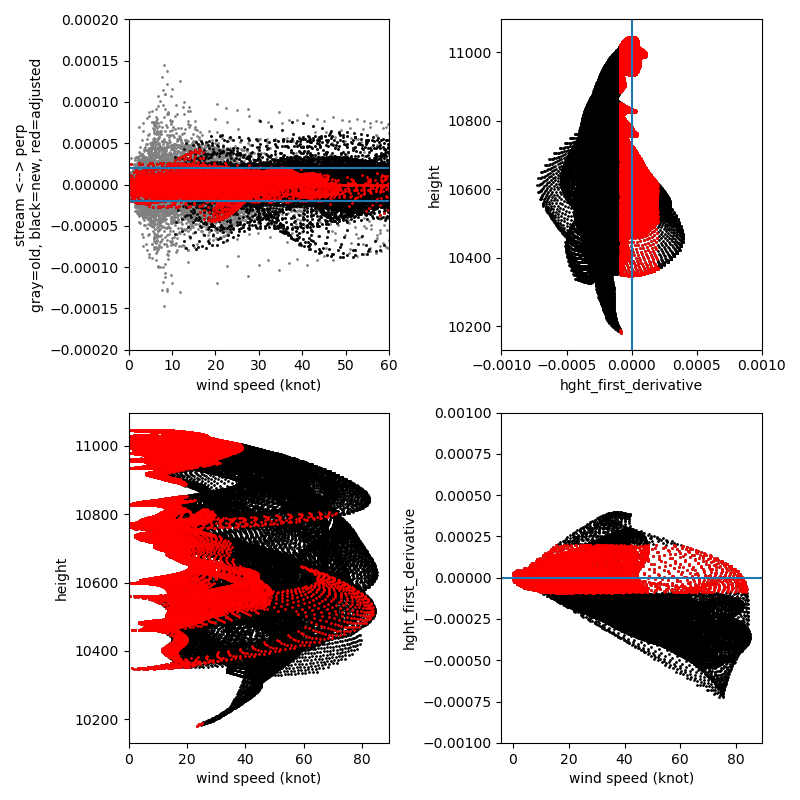 0.00020
0.00015
0.00010
0.00005
0.00000
−0.00005
−0.00010
−0.00015
−0.00020
stream <--> perp
gray=old, black=new, red=adjusted
0 10 20 30 40 50 60
wind speed (knot)
11000
10800
10600
10400
10200
height
−0.0010 −0.0005 0.0000 0.0005 0.0010
hght_first_derivative
11000
10800
10600
10400
10200
height
0 20 40 60 80
wind speed (knot)
0.00100
0.00075
0.00050
0.00025
0.00000
−0.00025
−0.00050
−0.00075
−0.00100
hght_first_derivative
0 20 40 60 80
wind speed (knot)